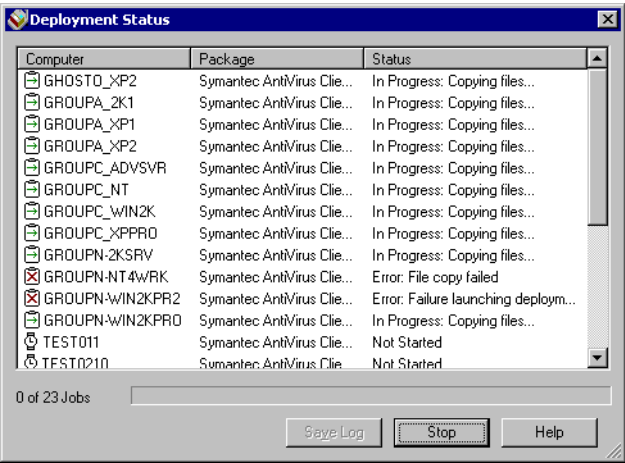 Deployment Status
Computer Package Status
GHOSTO_XP2 Symantec AntiVirus Clie... In Progress: Copying files...
GROUPA_2K1 Symantec AntiVirus Clie... In Progress: Copying files...
GROUPA_XP1 Symantec AntiVirus Clie... In Progress: Copying files...
GROUPA_XP2 Symantec AntiVirus Clie... In Progress: Copying files...
GROUPC_ADVSVR Symantec AntiVirus Clie... In Progress: Copying files...
GROUPC_NT Symantec AntiVirus Clie... In Progress: Copying files...
GROUPC_WIN2K Symantec AntiVirus Clie... In Progress: Copying files...
GROUPC_XPPRO Symantec AntiVirus Clie... In Progress: Copying files...
GROUPN-2KSRV Symantec AntiVirus Clie... In Progress: Copying files...
GROUPN-NT4WRK Symantec AntiVirus Clie... Error: File copy failed
GROUPN-WIN2KPR2 Symantec AntiVirus Clie... Error: Failure launching deploym...
GROUPN-WIN2KPRO Symantec AntiVirus Clie... In Progress: Copying files...
TEST011 Symantec AntiVirus Clie... Not Started
TEST0210 Symantec AntiVirus Clie... Not Started
0 of 23 Jobs
Save Log Stop Help